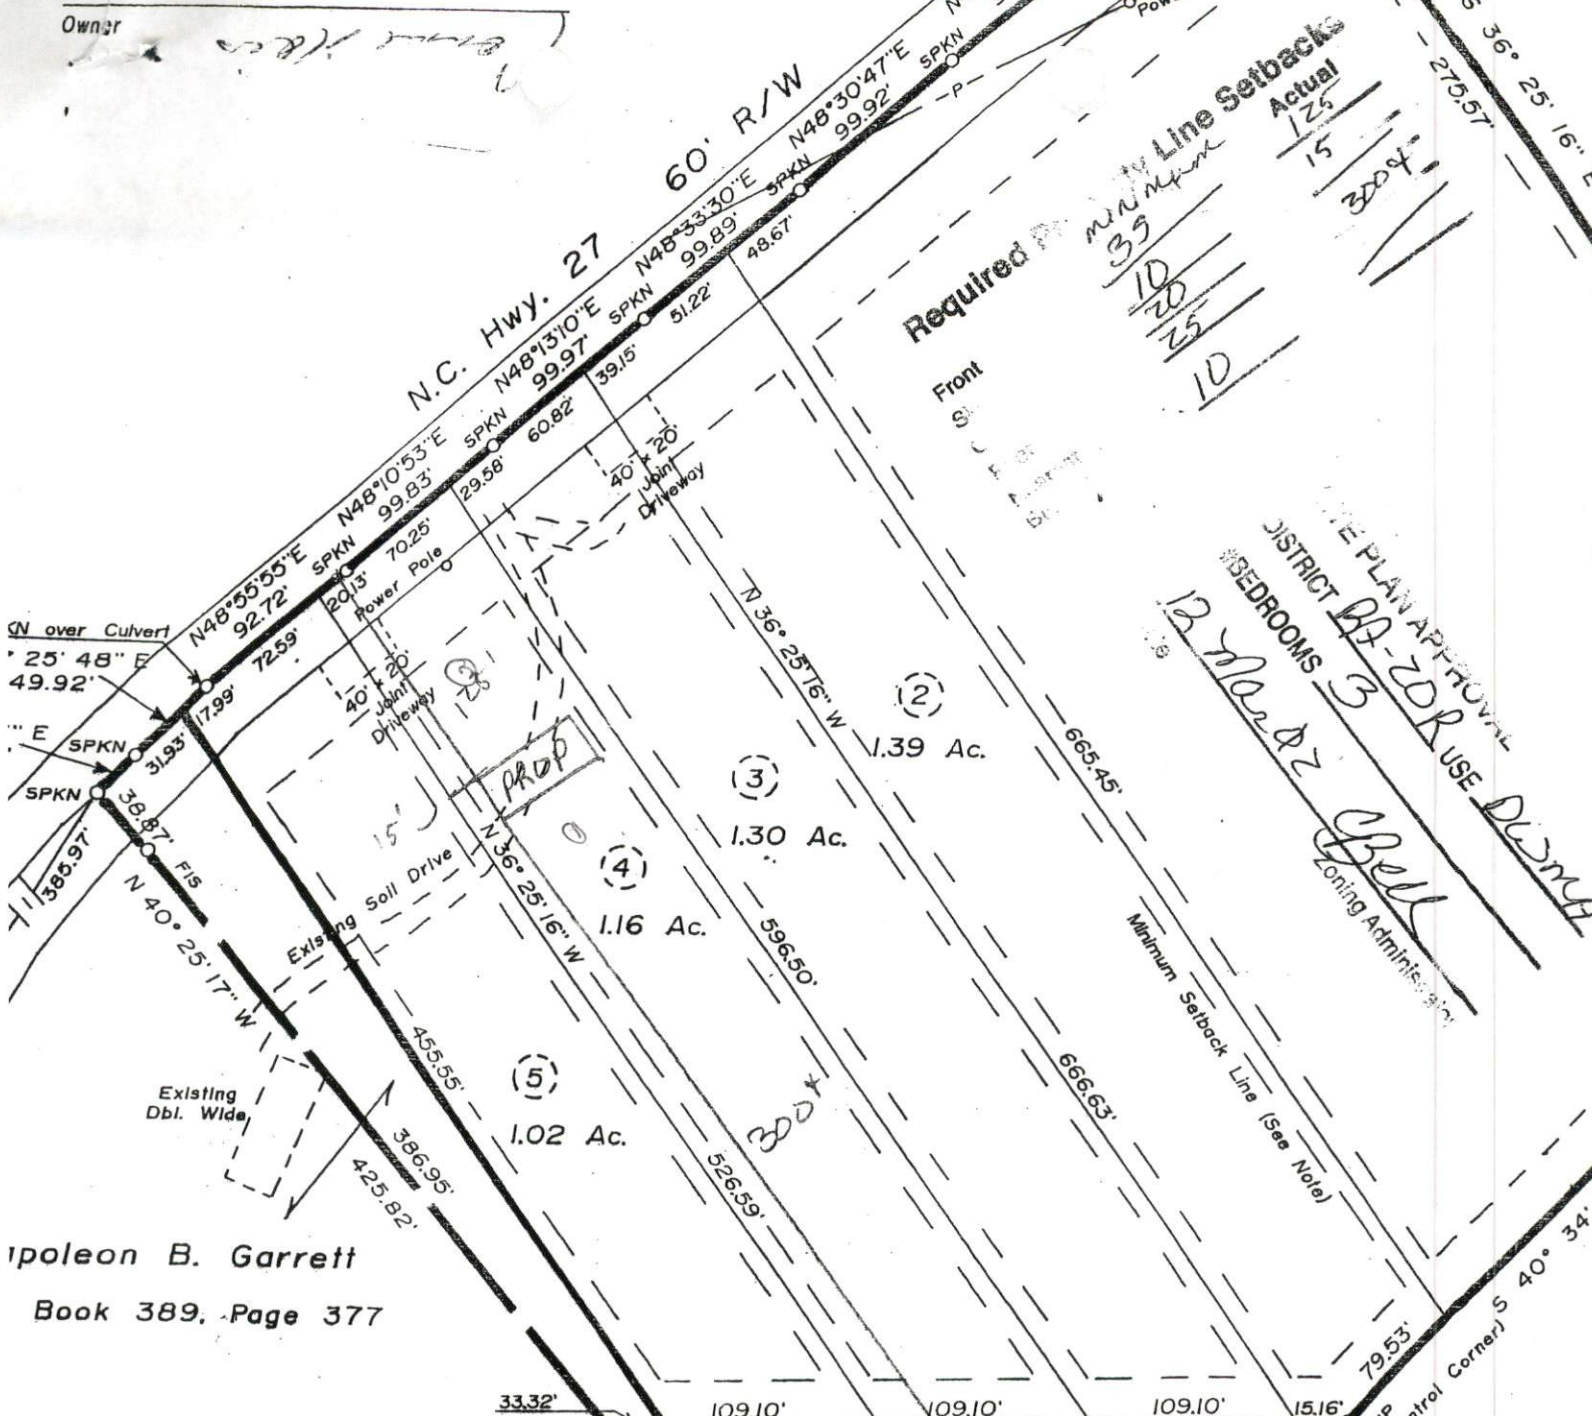 Owner
N.C. Hwy. 27 60' R/W
N48°30'47"E
99.92'
SPKN
N48°33'30"E
99.89'
SPKN
N48°13'10"E
99.97'
SPKN
N48°10'53"E
99.83'
SPKN
N48°55'55"E
92.72'
SPKN
over Culvert
25' 48" E
49.92'
E
SPKN
SPKN
31.93'
17.99'
72.59'
20.13'
70.25'
29.58'
60.82'
39.15'
51.22'
48.67'
Power Pole
-P-
36° 25' 16" E
275.57'
Required
Line Setbacks
minimum
Actual
Front
35
125
10
15
20
300+
25
10
PLAN APPROVAL
DISTRICT RA-20R USE DWMH
#BEDROOMS 3
12 Mar 02
CBell
Zoning Administrator
40' x 20'
Joint
Driveway
40' x 20'
Joint
Driveway
PROP
15'
Existing Soil Drive
38.87'
FIS
1385.97'
N 40° 25' 17" W
N 36° 25' 16" W
N 36° 25' 16" W
2
1.39 Ac.
3
1.30 Ac.
4
1.16 Ac.
5
1.02 Ac.
665.45'
596.50'
666.63'
526.59'
455.55'
386.95'
425.82'
300+
Minimum Setback Line (See Note)
Existing
Dbl. Wide
B. Garrett
Book 389, Page 377
33.32'
109.10'
109.10'
109.10'
15.16'
79.53'
S 40° 34'
Corner)